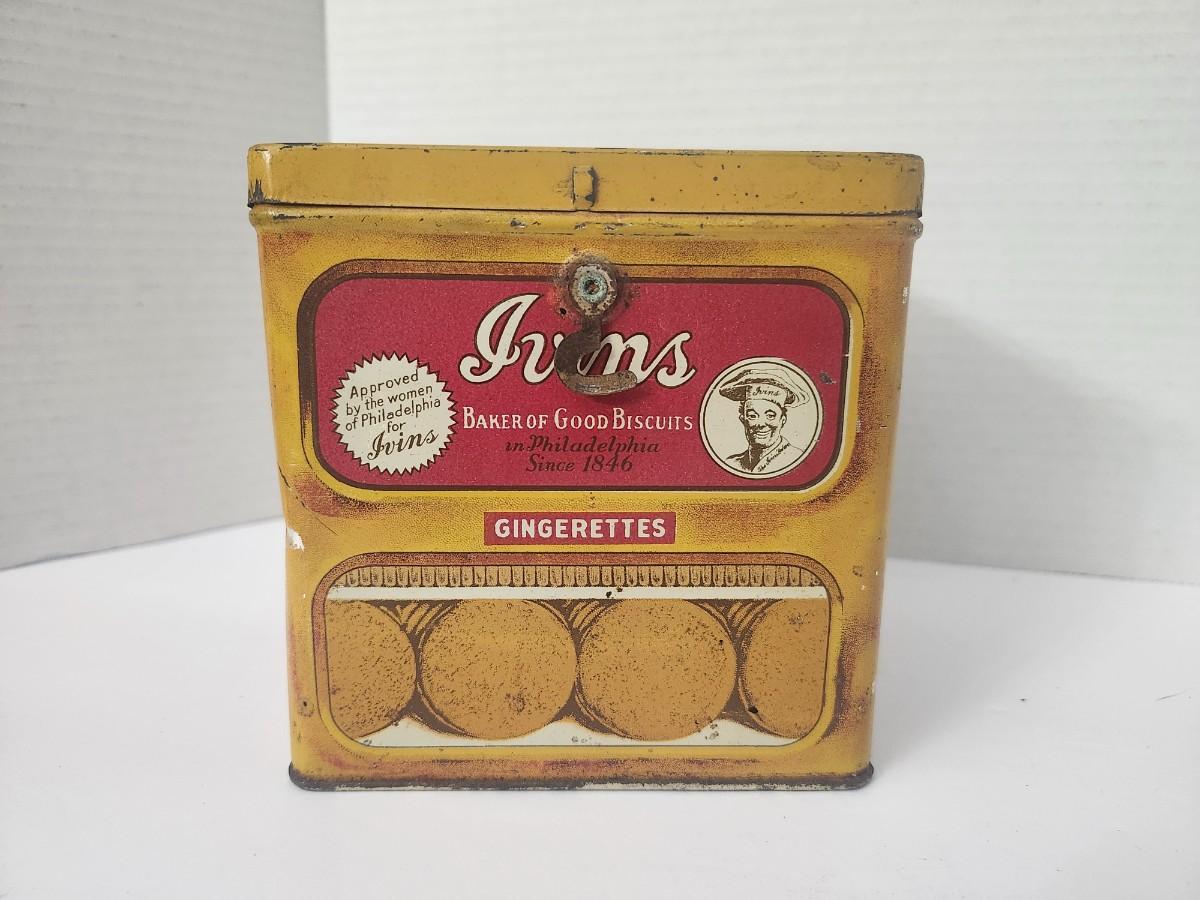 Ivins
BAKER OF GOOD BISCUITS
in Philadelphia
Since 1846
Approved
by the women
of Philadelphia
for
Ivins
Ivins
GINGERETTES